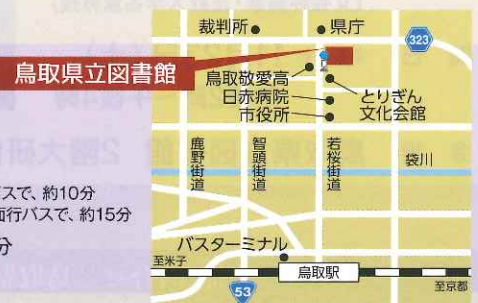 裁判所
県庁
323
鳥取県立図書館
鳥取敬愛高
日赤病院
市役所
とりぎん
文化会館
鹿野街道
智頭街道
若桜街道
袋川
バスで、約10分
面行バスで、約15分
分
バスターミナル
至米子
鳥取駅
至京都
53